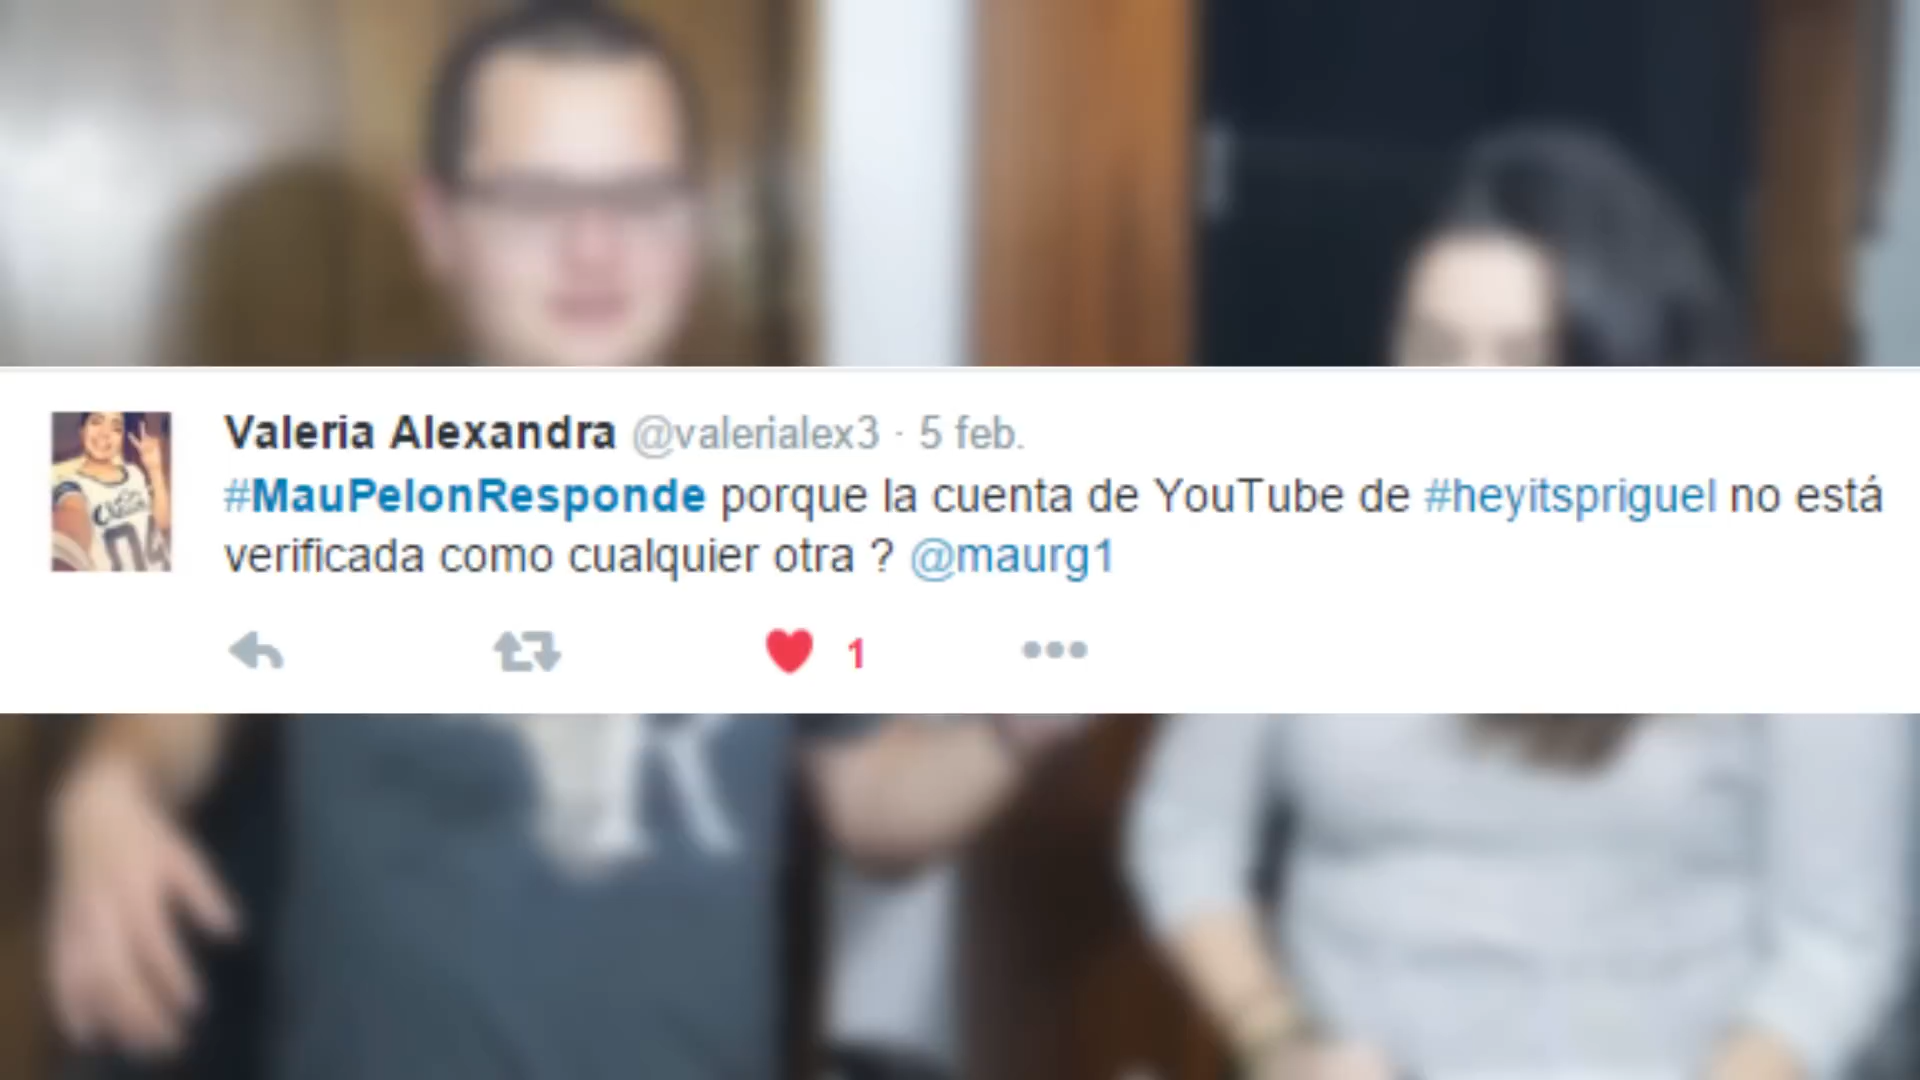 Valeria Alexandra @valerialex3 · 5 feb.
#MauPelonResponde porque la cuenta de YouTube de #heyitspriguel no está
verificada como cualquier otra ? @maurg1
1